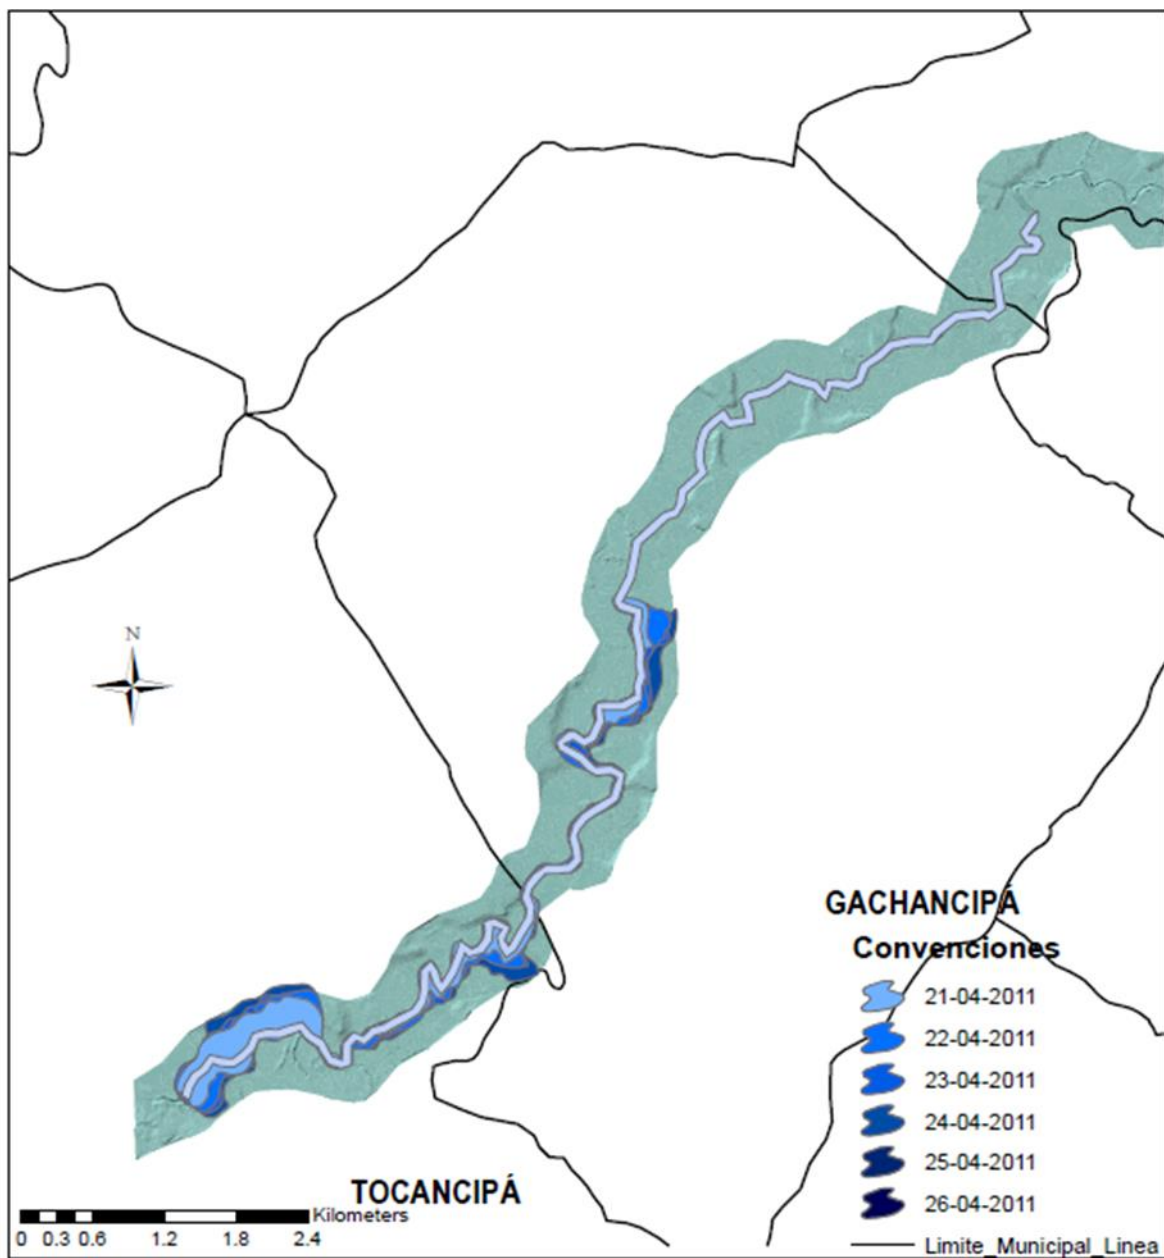 N
GACHANCIPÁ
Convenciones
21-04-2011
22-04-2011
23-04-2011
24-04-2011
25-04-2011
26-04-2011
Limite_Municipal_Linea
TOCANCIPÁ
Kilometers
0 0.3 0.6 1.2 1.8 2.4